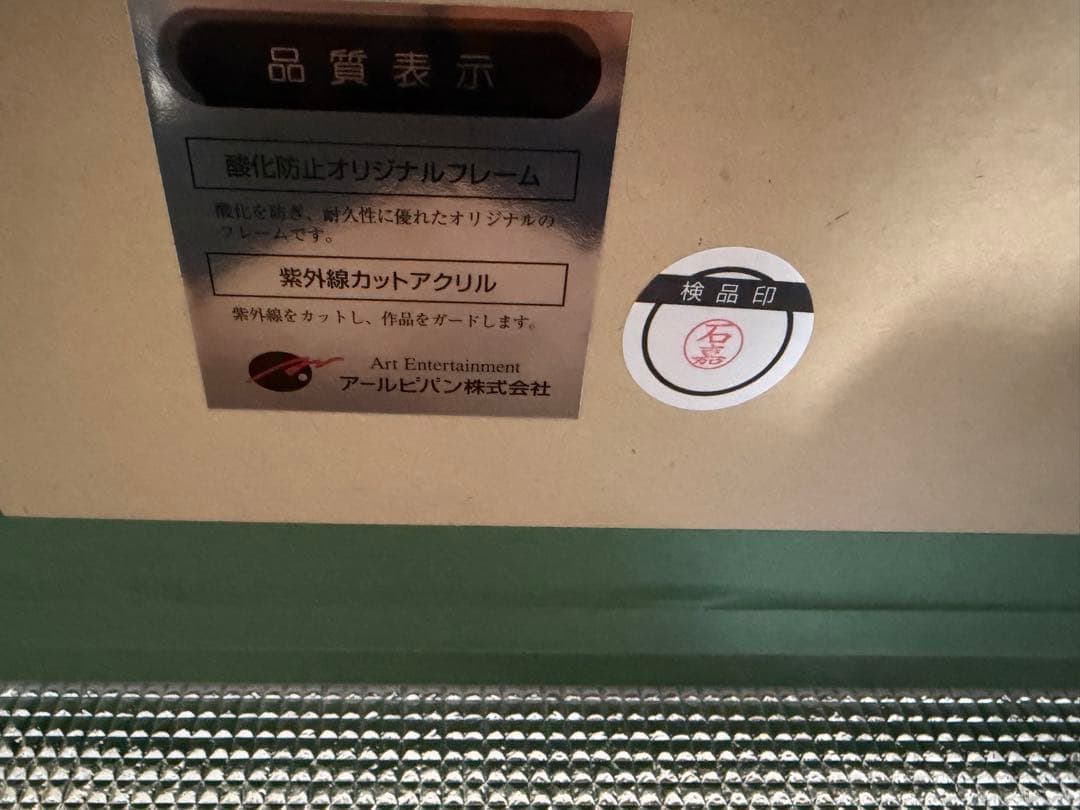 品質表示
酸化防止オリジナルフレーム
酸化を防ぎ、耐久性に優れたオリジナルの
フレームです。
紫外線カットアクリル
紫外線をカットし、作品をガードします。
Art Entertainment
アールビバン株式会社
検品印
石嘉